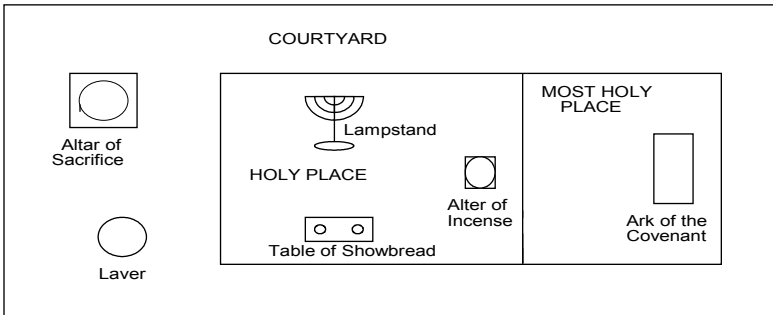 COURTYARD
MOST HOLY
PLACE
Lampstand
Altar of
Sacrifice
HOLY PLACE
Alter of
Incense
Ark of the
Covenant
Table of Showbread
Laver